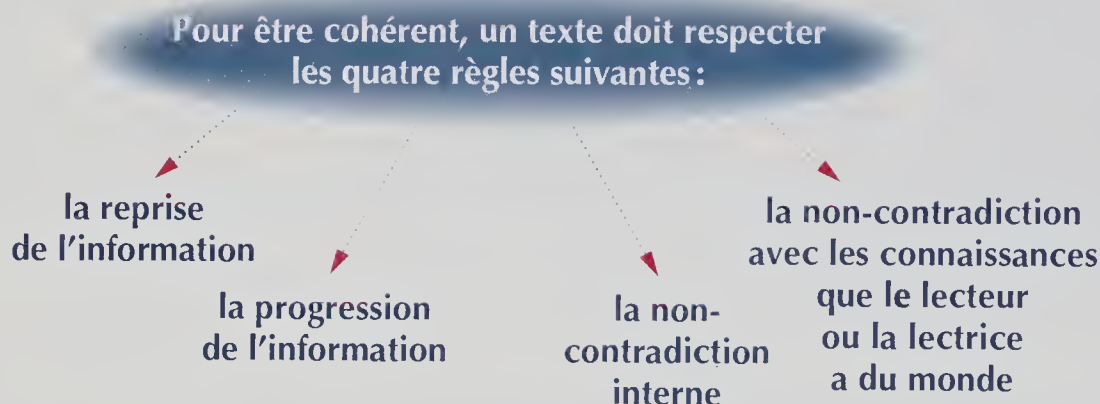 Pour être cohérent, un texte doit respecter
les quatre règles suivantes :
la reprise
de l'information
la progression
de l'information
la non-
contradiction
interne
la non-contradiction
avec les connaissances
que le lecteur
ou la lectrice
a du monde